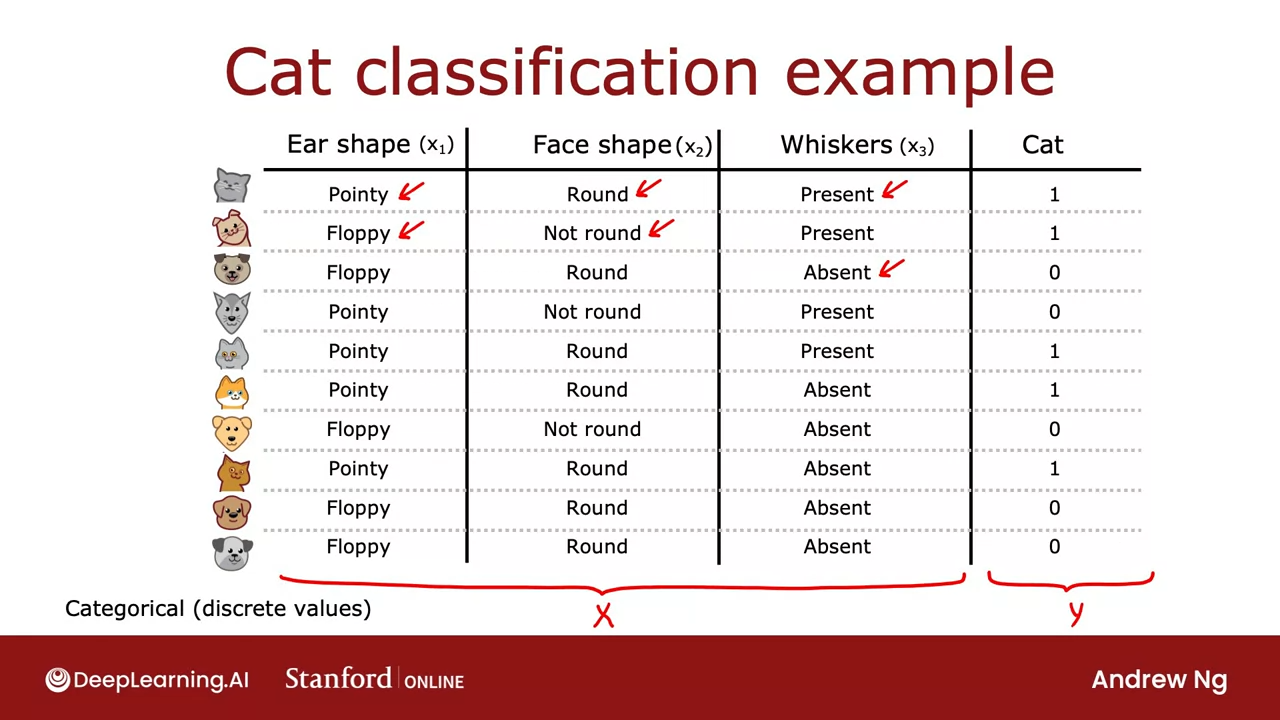 Cat classification example
Ear shape (x₁) Face shape (x₂) Whiskers (x₃) Cat
Pointy Round Present 1
Floppy Not round Present 1
Floppy Round Absent 0
Pointy Not round Present 0
Pointy Round Present 1
Pointy Round Absent 1
Floppy Not round Absent 0
Pointy Round Absent 1
Floppy Round Absent 0
Floppy Round Absent 0
X Y
Categorical (discrete values)
DeepLearning.AI Stanford ONLINE Andrew Ng